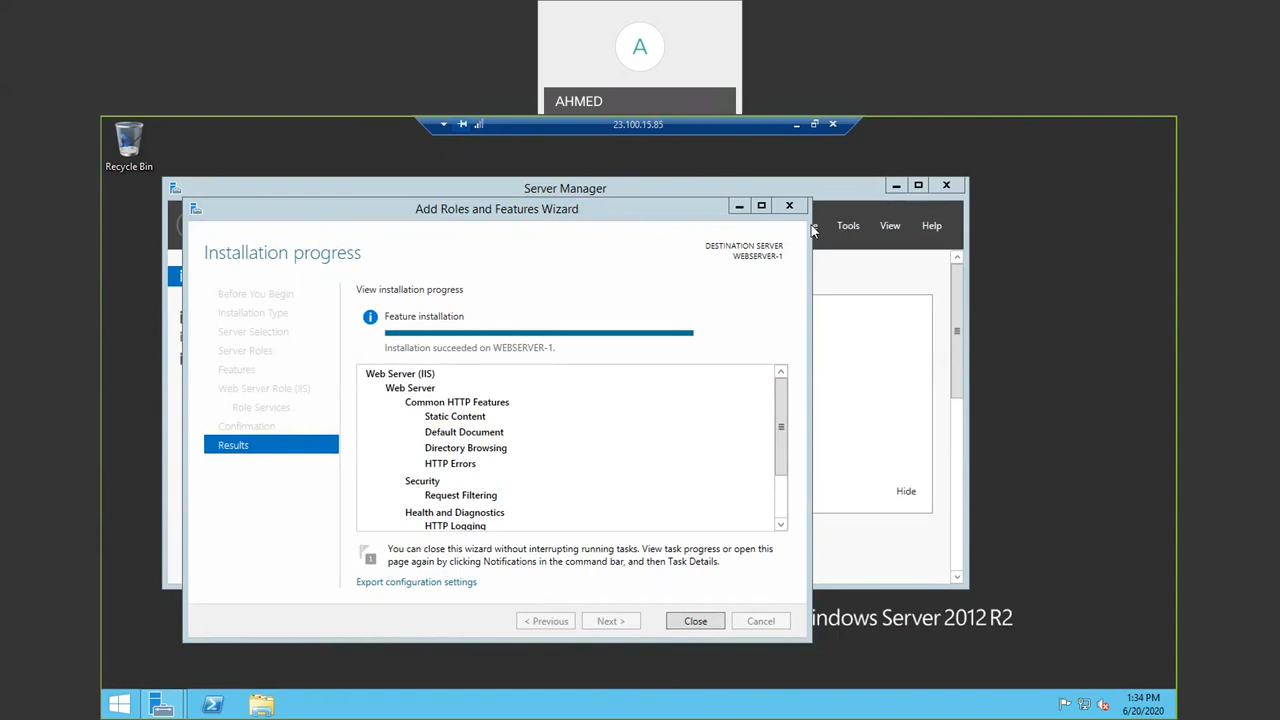 A
AHMED
23.100.15.85
Recycle Bin
Server Manager
Add Roles and Features Wizard
Tools View Help
Installation progress
DESTINATION SERVER
WEBSERVER-1
Before You Begin
Installation Type
Server Selection
Server Roles
Features
Web Server Role (IIS)
Role Services
Confirmation
Results
View installation progress
Feature installation
Installation succeeded on WEBSERVER-1.
Web Server (IIS)
Web Server
Common HTTP Features
Static Content
Default Document
Directory Browsing
HTTP Errors
Security
Request Filtering
Health and Diagnostics
HTTP Logging
You can close this wizard without interrupting running tasks. View task progress or open this
page again by clicking Notifications in the command bar, and then Task Details.
Export configuration settings
< Previous
Next >
Close
Cancel
Hide
indows Server 2012 R2
1:34 PM
6/20/2020